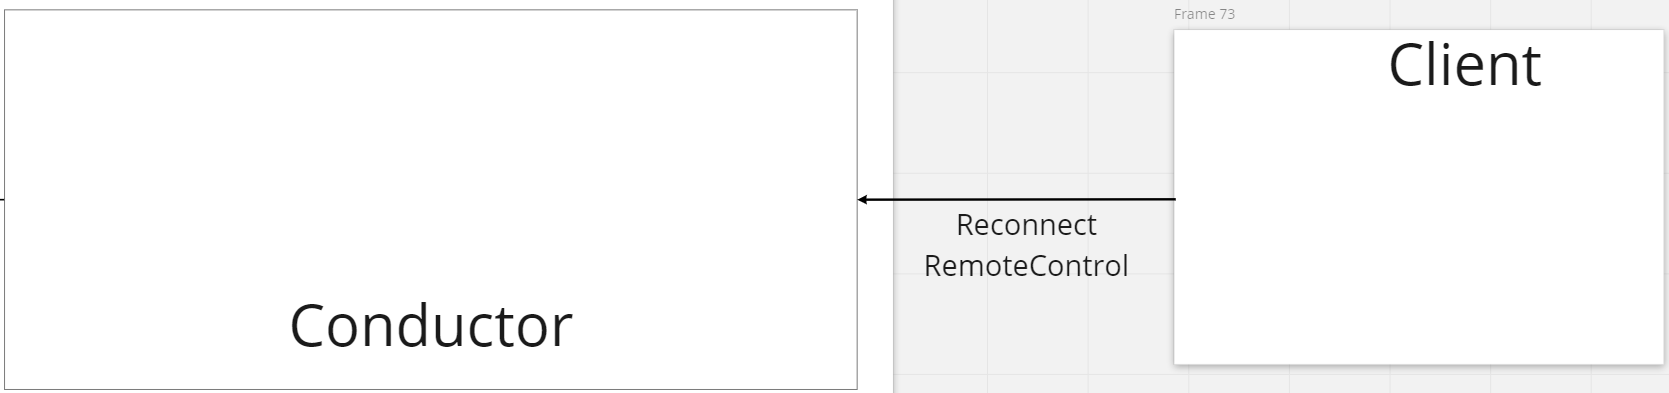 Frame 73
Client
Reconnect
RemoteControl
Conductor